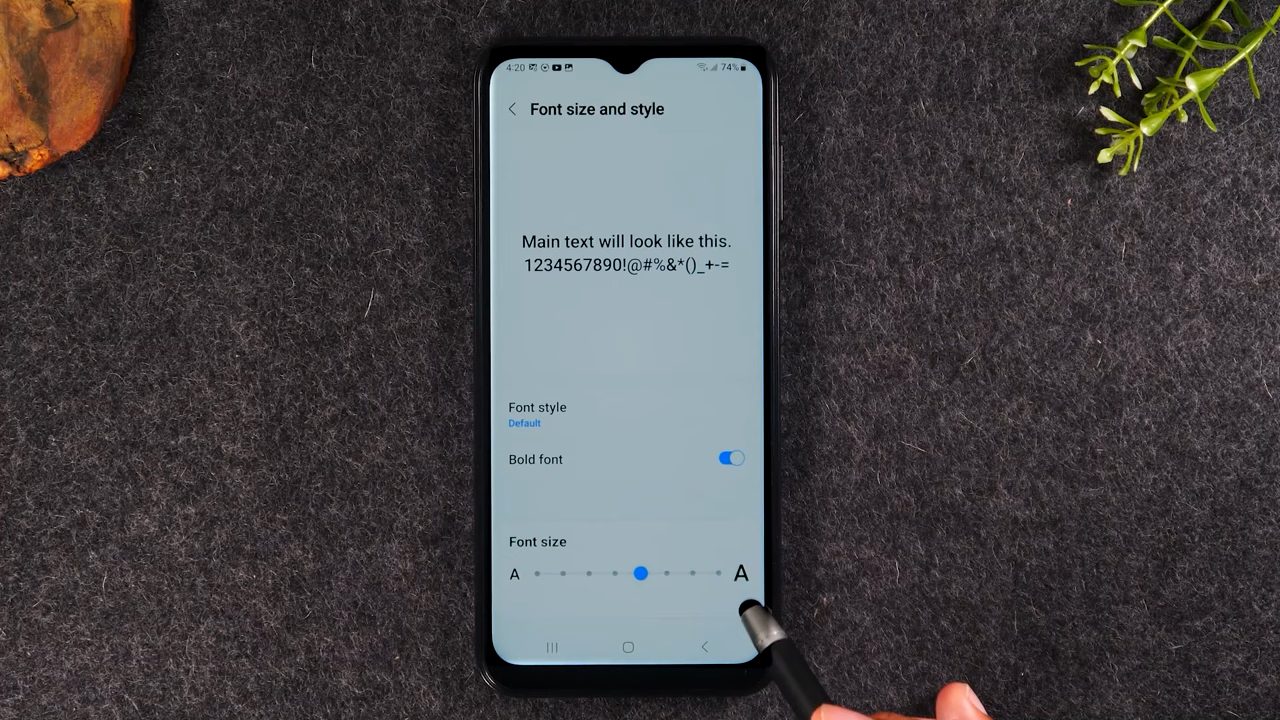 4:20 74%
Font size and style
Main text will look like this.
1234567890!@#%&*()_+-=
Font style
Default
Bold font
Font size
A A